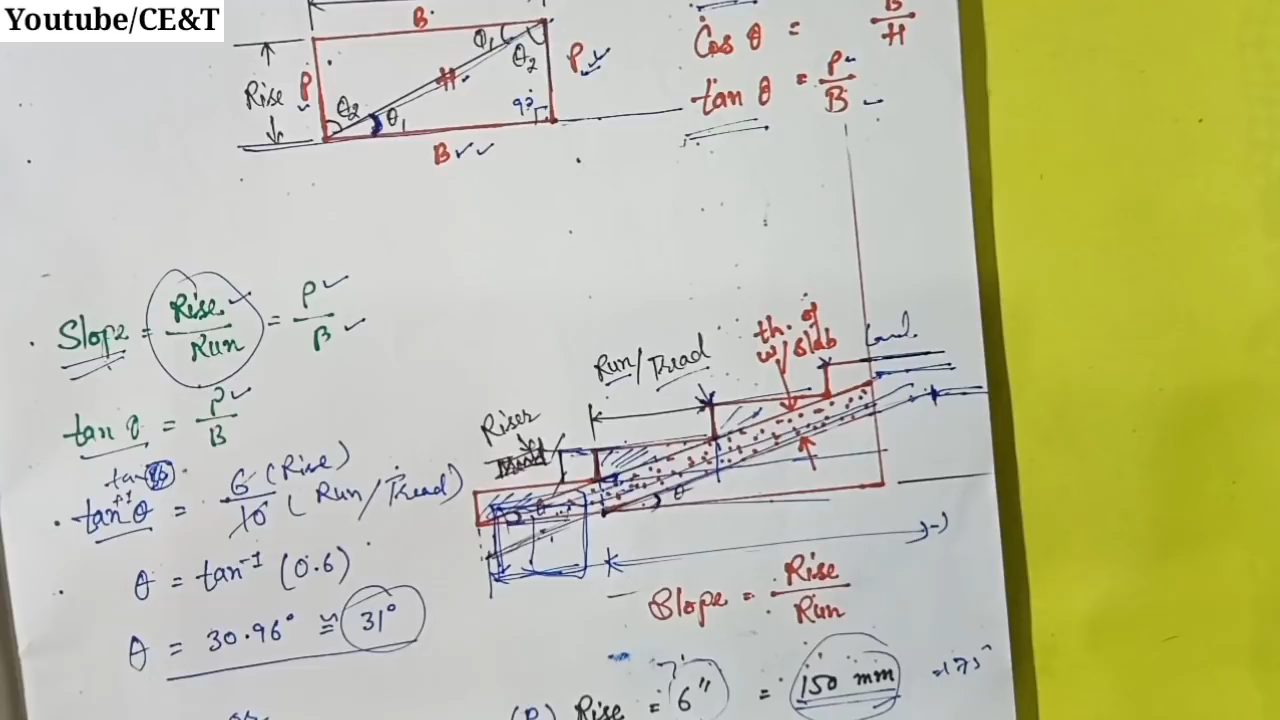 Youtube/CE&T
B
θ1
θ2
H
P
Rise
P
θ2
θ1
90°
B
Cos θ = B/H
tan θ = P/B
Slope = Rise/Run = P/B
tan θ = P/B
tan θ = 6 (Rise)/10 (Run/Tread)
θ = tan⁻¹ (0.6)
θ = 30.96° ≅ 31°
Riser
Run/Tread
th. of
w/slab
θ
θ
Slope = Rise/Run
(P) Rise = 6" = 150 mm